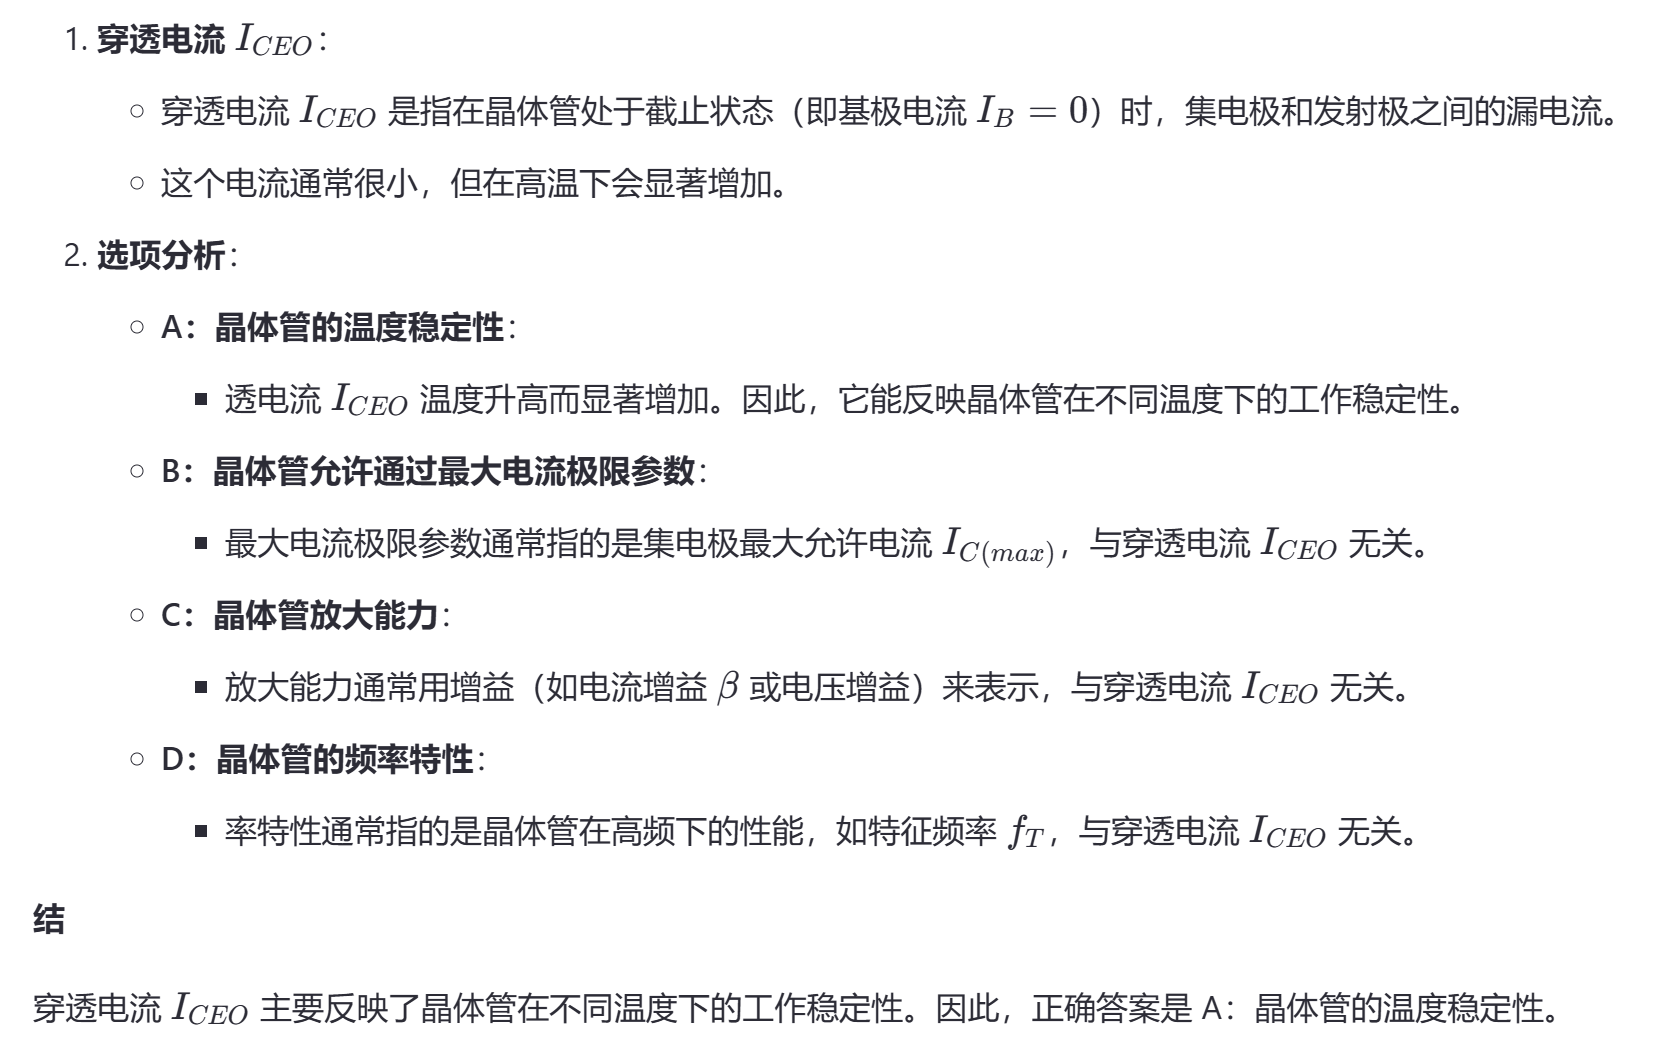 1. 穿透电流 I_{CEO}：
○ 穿透电流 I_{CEO} 是指在晶体管处于截止状态（即基极电流 I_B = 0）时，集电极和发射极之间的漏电流。
○ 这个电流通常很小，但在高温下会显著增加。
2. 选项分析：
○ A：晶体管的温度稳定性：
■ 透电流 I_{CEO} 温度升高而显著增加。因此，它能反映晶体管在不同温度下的工作稳定性。
○ B：晶体管允许通过最大电流极限参数：
■ 最大电流极限参数通常指的是集电极最大允许电流 I_{C(max)}，与穿透电流 I_{CEO} 无关。
○ C：晶体管放大能力：
■ 放大能力通常用增益（如电流增益 β 或电压增益）来表示，与穿透电流 I_{CEO} 无关。
○ D：晶体管的频率特性：
■ 率特性通常指的是晶体管在高频下的性能，如特征频率 f_T，与穿透电流 I_{CEO} 无关。
结
穿透电流 I_{CEO} 主要反映了晶体管在不同温度下的工作稳定性。因此，正确答案是 A：晶体管的温度稳定性。